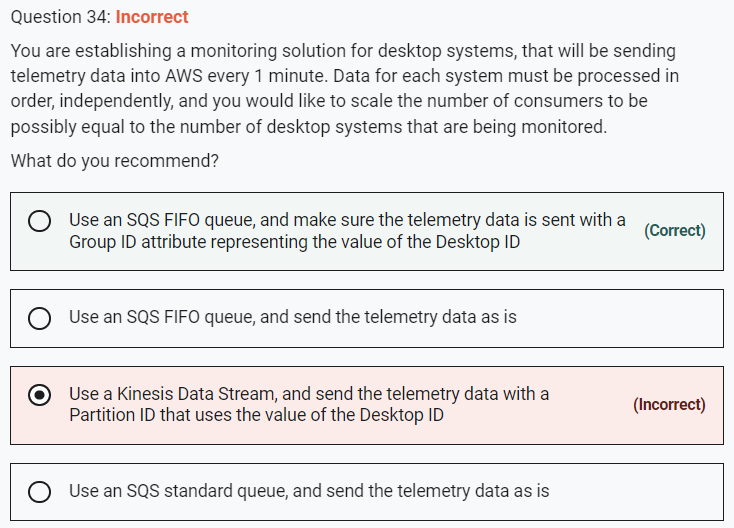 Question 34: Incorrect
You are establishing a monitoring solution for desktop systems, that will be sending
telemetry data into AWS every 1 minute. Data for each system must be processed in
order, independently, and you would like to scale the number of consumers to be
possibly equal to the number of desktop systems that are being monitored.
What do you recommend?
Use an SQS FIFO queue, and make sure the telemetry data is sent with a
Group ID attribute representing the value of the Desktop ID
(Correct)
Use an SQS FIFO queue, and send the telemetry data as is
Use a Kinesis Data Stream, and send the telemetry data with a
Partition ID that uses the value of the Desktop ID
(Incorrect)
Use an SQS standard queue, and send the telemetry data as is